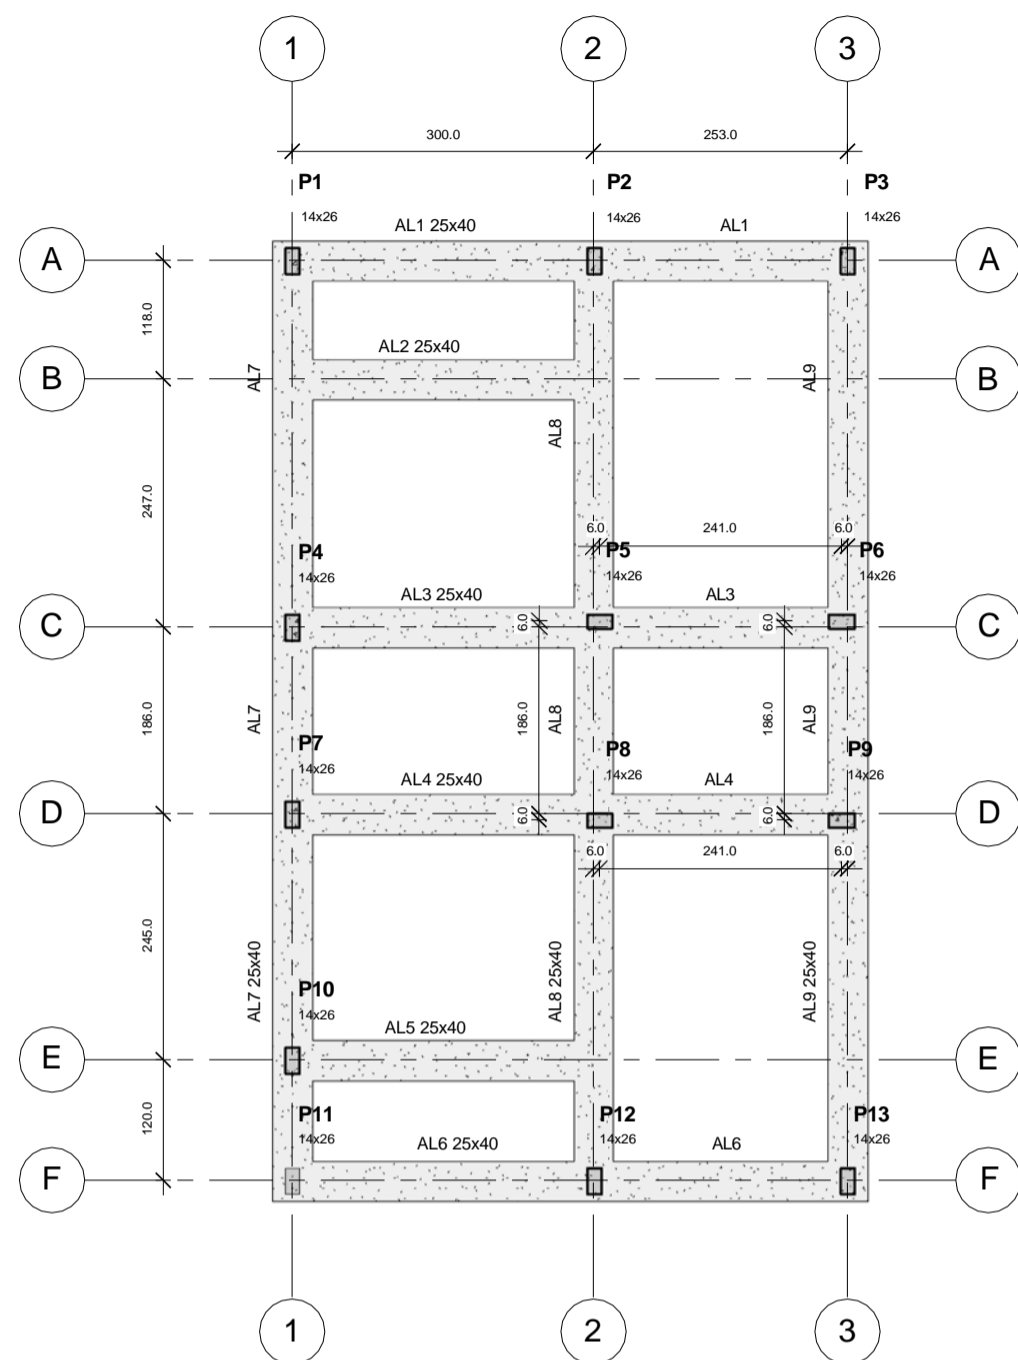 1 2 3
300.0 253.0
P1 P2 P3
14x26 14x26 14x26
AL1 25x40 AL1
A A
118.0
AL2 25x40
B AL7 AL9 B
AL8
247.0
6.0 241.0 6.0
P4 P5 P6
14x26 14x26 14x26
AL3 25x40 AL3
C 6.0 6.0 C
186.0 AL7 186.0 AL8 186.0 AL9
P7 P8 P9
14x26 14x26 14x26
AL4 25x40 AL4
D 6.0 6.0 D
6.0 241.0 6.0
245.0
AL7 25x40 AL8 25x40 AL9 25x40
P10
14x26
AL5 25x40
E E
120.0
P11 P12 P13
14x26 14x26 14x26
AL6 25x40 AL6
F F
1 2 3